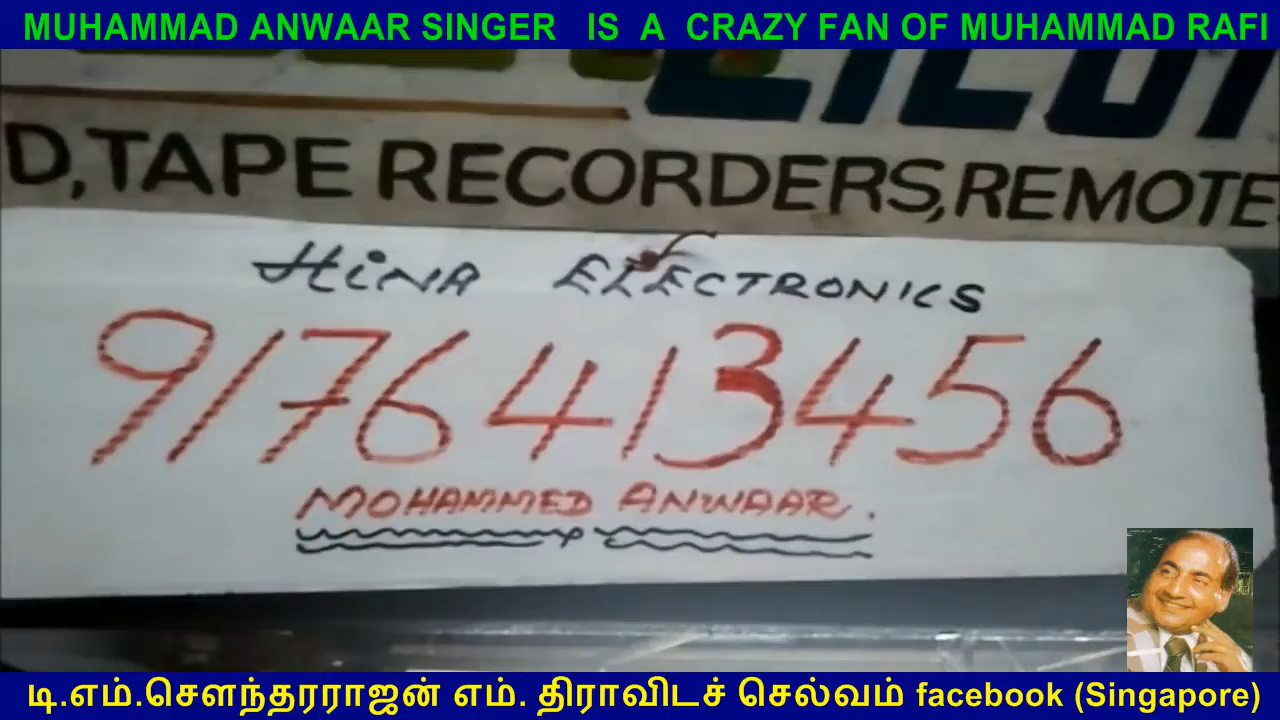 MUHAMMAD ANWAAR SINGER IS A CRAZY FAN OF MUHAMMAD RAFI
D, TAPE RECORDERS, REMOTE
HiNA ELECTRONICS
9176413456
MOHAMMED ANWAAR.
டி.எம்.சௌந்தரராஜன் எம். திராவிடச் செல்வம் facebook (Singapore)